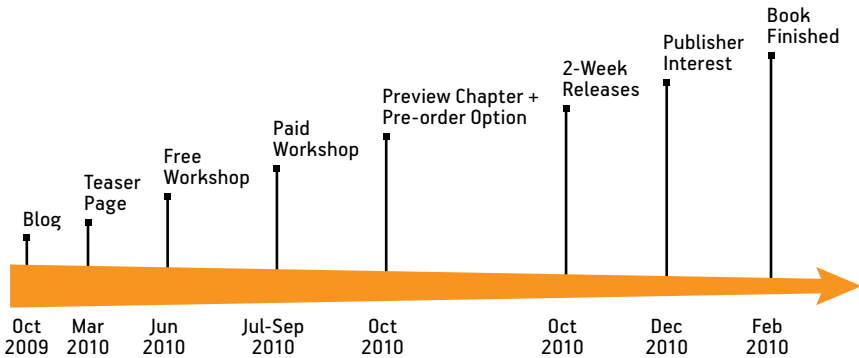 Blog
Teaser
Page
Free
Workshop
Paid
Workshop
Preview Chapter +
Pre-order Option
2-Week
Releases
Publisher
Interest
Book
Finished
Oct
2009
Mar
2010
Jun
2010
Jul-Sep
2010
Oct
2010
Oct
2010
Dec
2010
Feb
2010